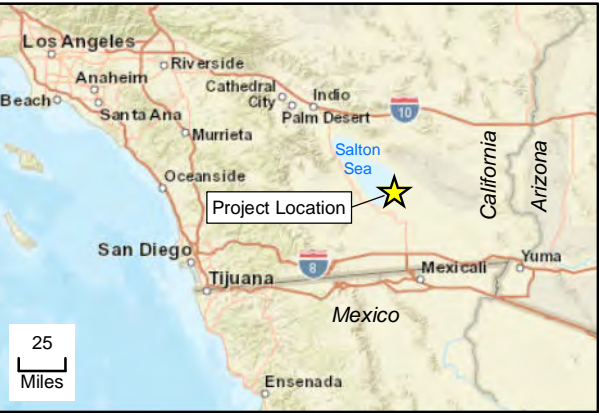 Los Angeles
Riverside
Anaheim
Cathedral
City
Indio
Beach
Santa Ana
Palm Desert
10
Murrieta
Salton
Sea
California
Arizona
Oceanside
Project Location
San Diego
8
Yuma
Tijuana
Mexicali
Mexico
25
Miles
Ensenada